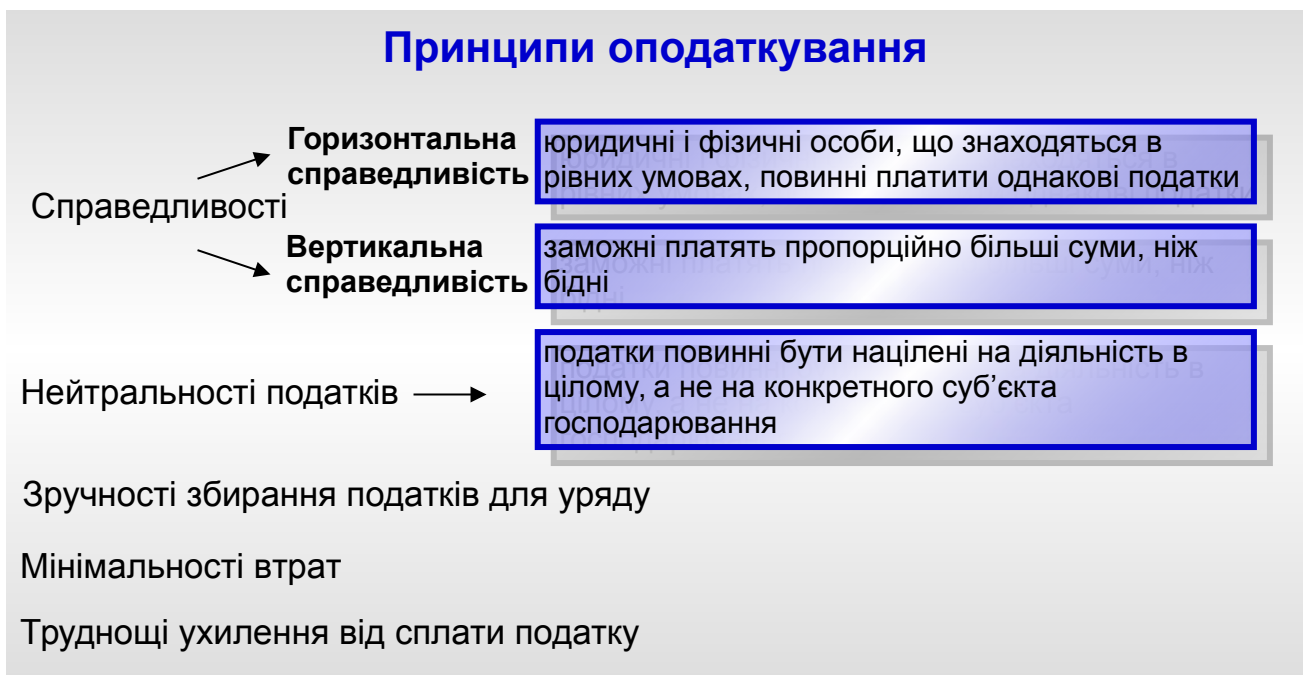 Принципи оподаткування
Горизонтальна
справедливість
юридичні і фізичні особи, що знаходяться в
рівних умовах, повинні платити однакові податки
Справедливості
Вертикальна
справедливість
заможні платять пропорційно більші суми, ніж
бідні
Нейтральності податків
податки повинні бути націлені на діяльність в
цілому, а не на конкретного суб’єкта
господарювання
Зручності збирання податків для уряду
Мінімальності втрат
Труднощі ухилення від сплати податку